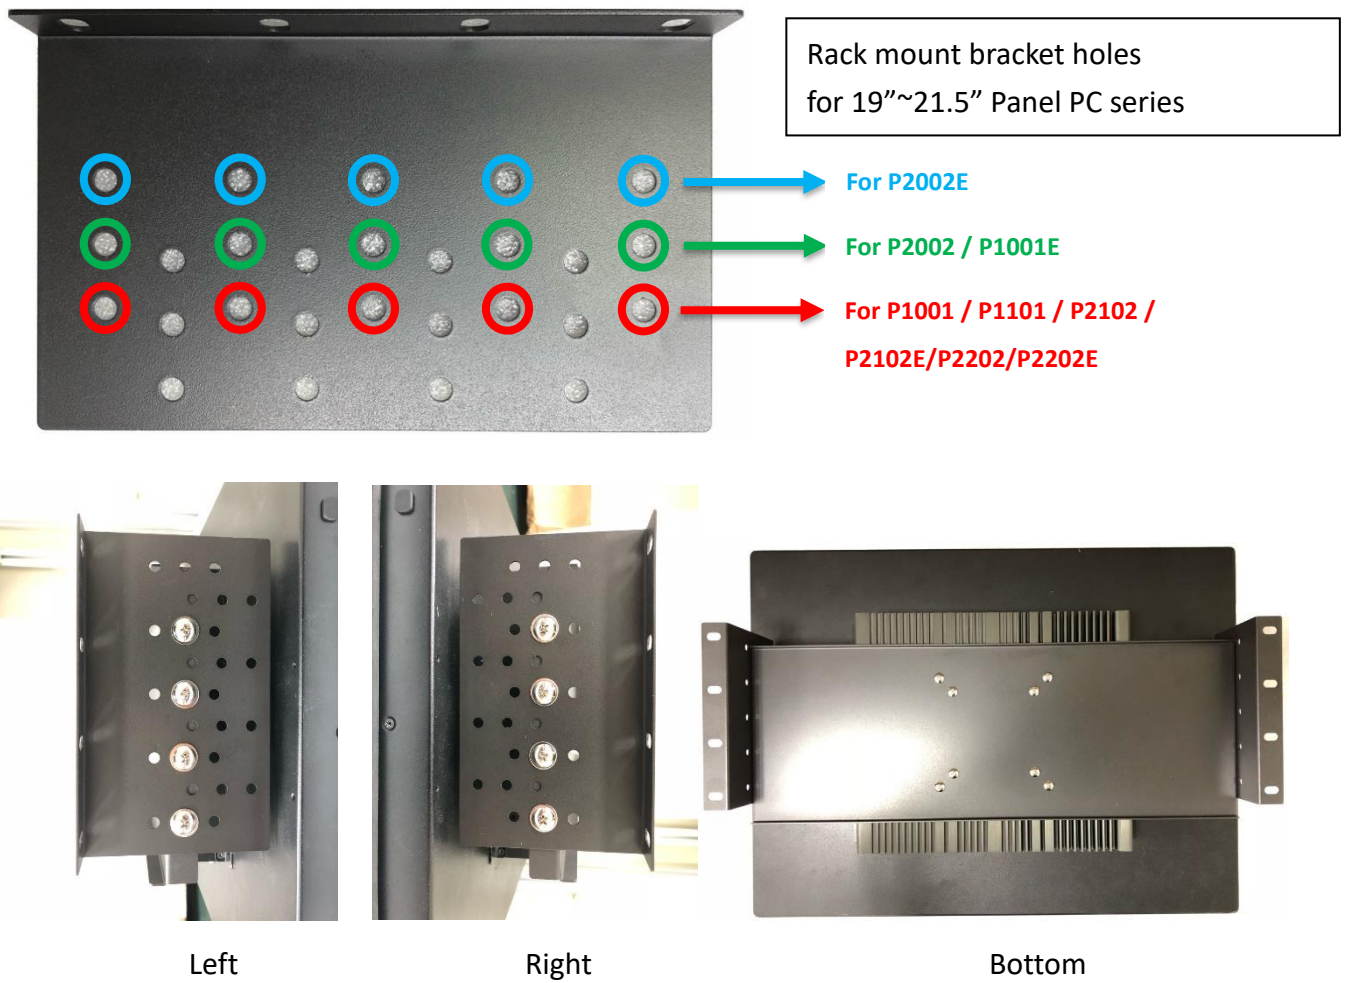 Rack mount bracket holes
for 19”~21.5” Panel PC series
For P2002E
For P2002 / P1001E
For P1001 / P1101 / P2102 /
P2102E/P2202/P2202E
Left
Right
Bottom